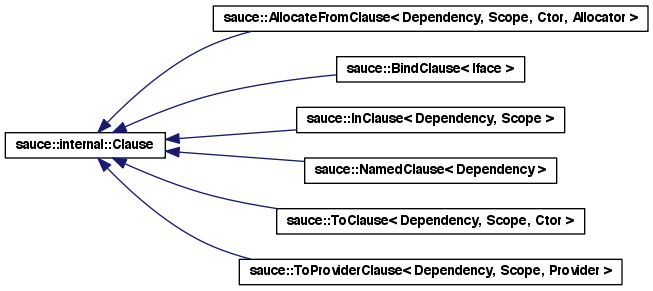 sauce::AllocateFromClause< Dependency, Scope, Ctor, Allocator >
sauce::BindClause< Iface >
sauce::InClause< Dependency, Scope >
sauce::internal::Clause
sauce::NamedClause< Dependency >
sauce::ToClause< Dependency, Scope, Ctor >
sauce::ToProviderClause< Dependency, Scope, Provider >